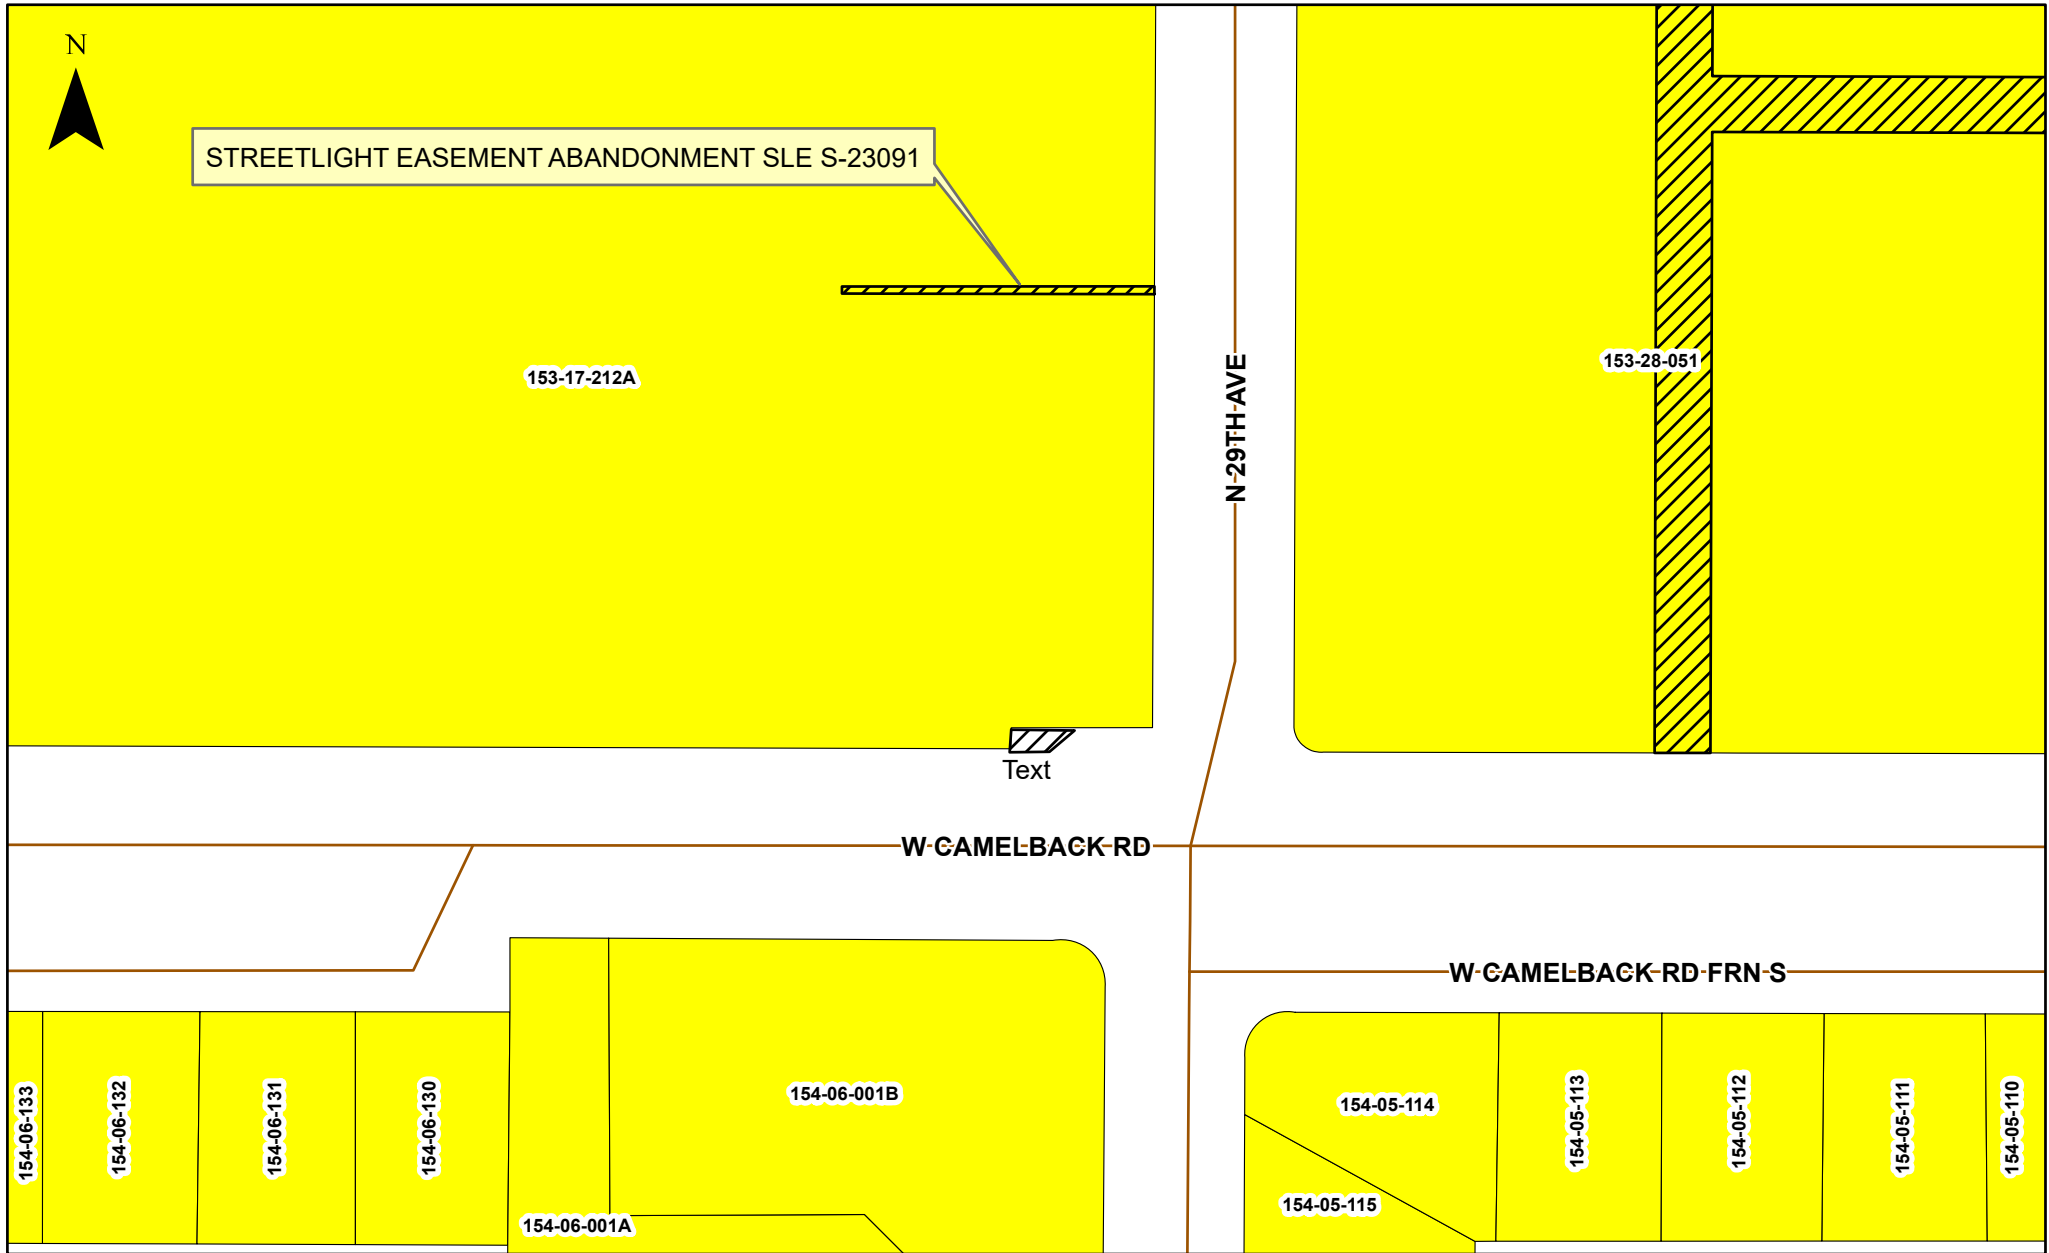 N
STREETLIGHT EASEMENT ABANDONMENT SLE S-23091
153-17-212A
153-28-051
N 29TH AVE
Text
W CAMELBACK RD
W CAMELBACK RD FRN S
154-06-133
154-06-132
154-06-131
154-06-130
154-06-001A
154-06-001B
154-05-114
154-05-115
154-05-113
154-05-112
154-05-111
154-05-110